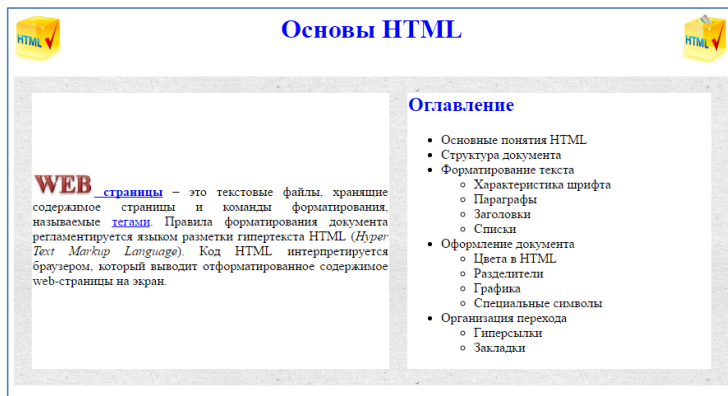 HTML
Основы HTML
HTML
WEB страницы – это текстовые файлы, хранящие
содержимое страницы и команды форматирования,
называемые тегами. Правила форматирования документа
регламентируется языком разметки гипертекста HTML (Hyper
Text Markup Language). Код HTML интерпретируется
браузером, который выводит отформатированное содержимое
web-страницы на экран.
Оглавление
Основные понятия HTML
Структура документа
Форматирование текста
Характеристика шрифта
Параграфы
Заголовки
Списки
Оформление документа
Цвета в HTML
Разделители
Графика
Специальные символы
Организация перехода
Гиперсылки
Закладки